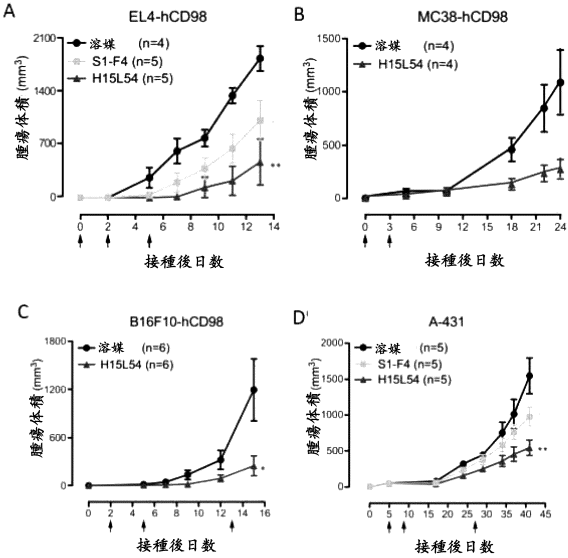 A
EL4-hCD98
腫瘍体積 (mm³)
2100
1400
700
0
溶媒 (n=4)
S1-F4 (n=5)
H15L54 (n=5)
**
0 2 4 6 8 10 12 14
接種後日数
B
MC38-hCD98
腫瘍体積 (mm³)
1500
1000
500
0
溶媒 (n=4)
H15L54 (n=4)
0 3 6 9 12 15 18 21 24
接種後日数
C
B16F10-hCD98
腫瘍体積 (mm³)
1800
1200
600
0
溶媒 (n=6)
H15L54 (n=6)
*
0 2 4 6 8 10 12 14 16
接種後日数
D
A-431
腫瘍体積 (mm³)
2000
1500
1000
500
0
溶媒 (n=5)
S1-F4 (n=5)
H15L54 (n=5)
**
0 5 10 15 20 25 30 35 40 45
接種後日数